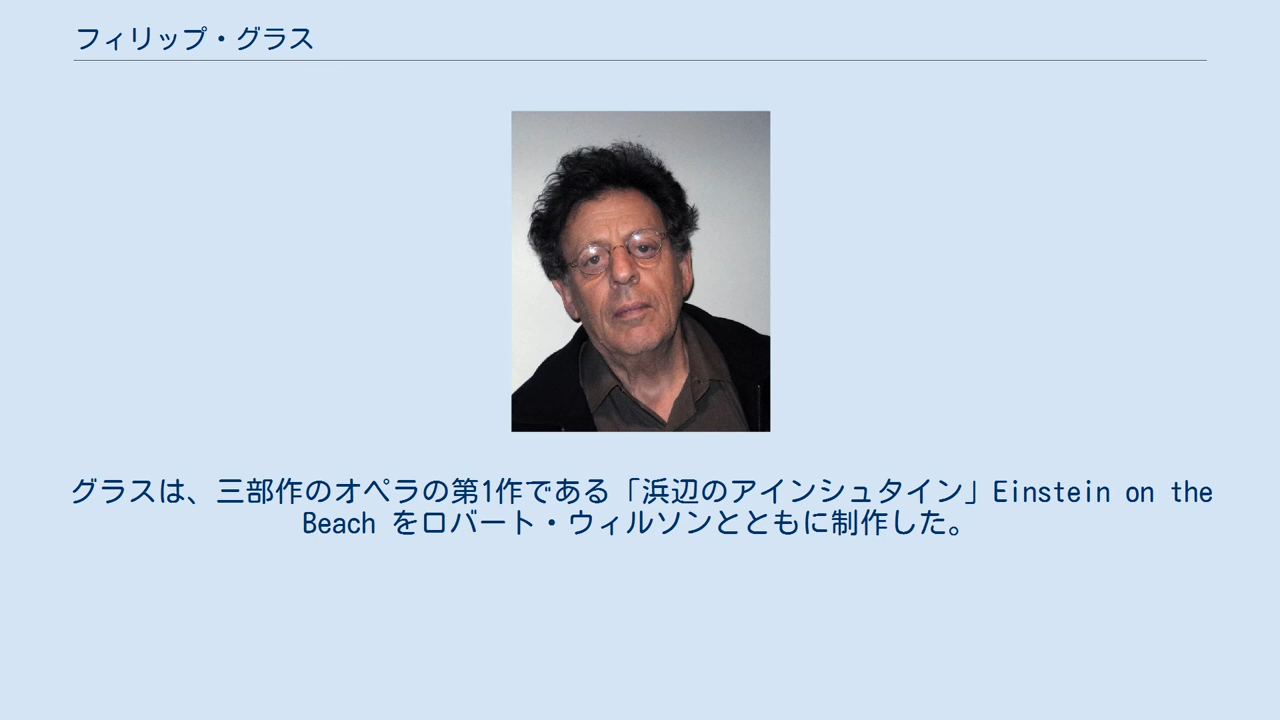 フィリップ・グラス
グラスは、三部作のオペラの第1作である「浜辺のアインシュタイン」Einstein on the
Beach をロバート・ウィルソンとともに制作した。